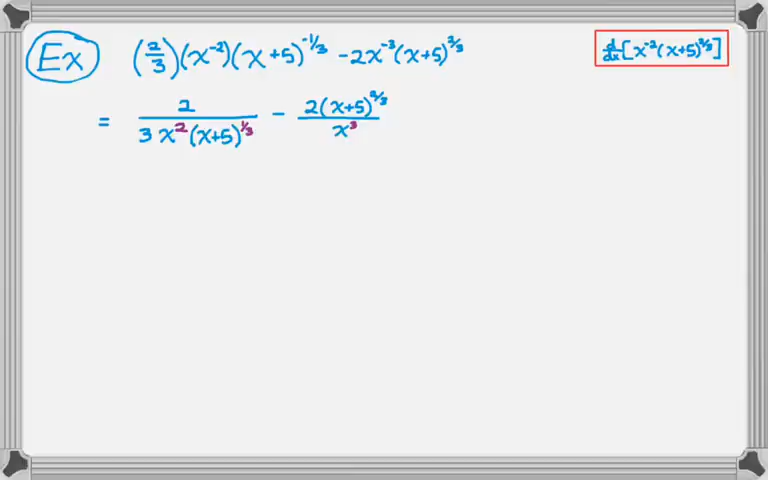 Ex (2/3)(x^-2)(x+5)^-1/3 - 2x^-3(x+5)^2/3
d/dx[x^-2(x+5)^2/3]
= 2/(3x^2(x+5)^1/3) - 2(x+5)^2/3/x^3